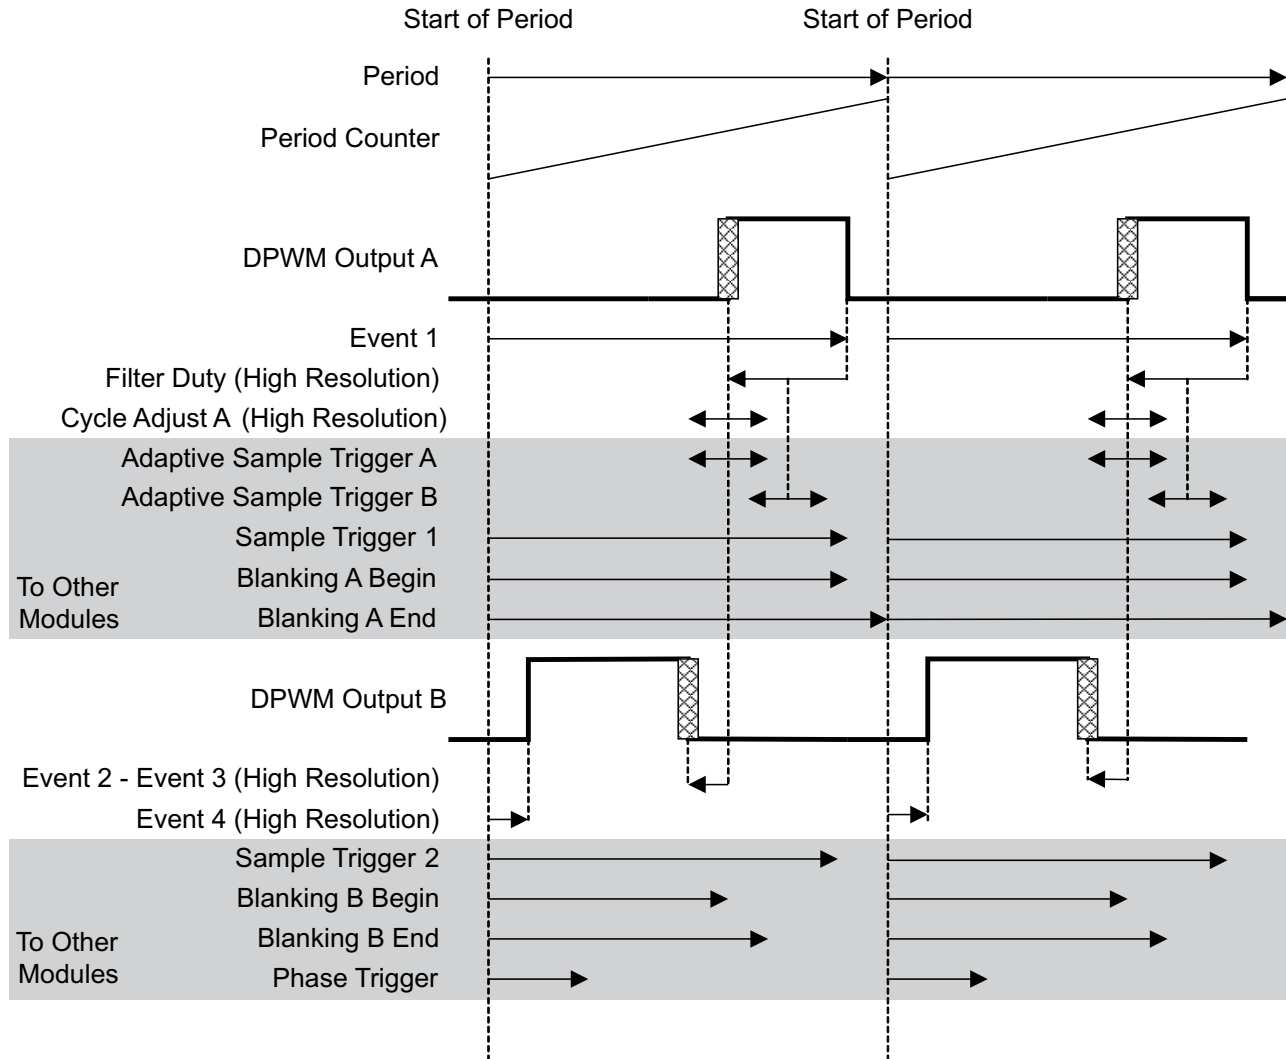 Start of Period
Start of Period
Period
Period Counter
DPWM Output A
Event 1
Filter Duty (High Resolution)
Cycle Adjust A (High Resolution)
Adaptive Sample Trigger A
Adaptive Sample Trigger B
Sample Trigger 1
Blanking A Begin
To Other
Modules
Blanking A End
DPWM Output B
Event 2 - Event 3 (High Resolution)
Event 4 (High Resolution)
Sample Trigger 2
Blanking B Begin
Blanking B End
To Other
Modules
Phase Trigger